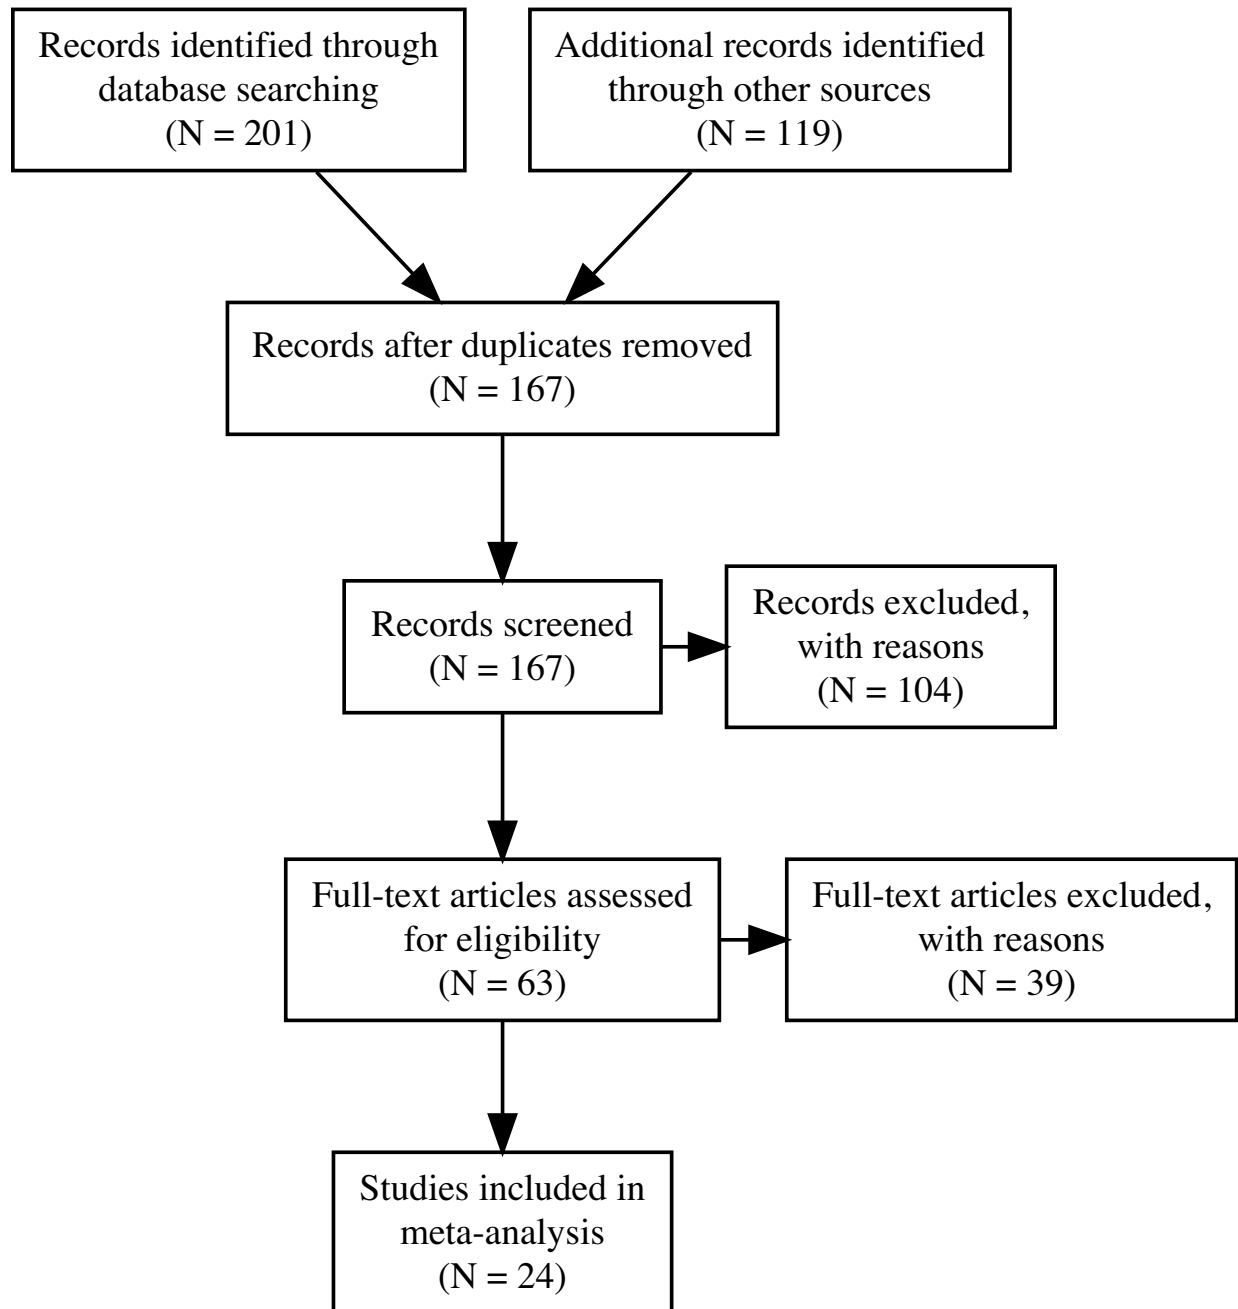 Records identified through
database searching
(N = 201)
Additional records identified
through other sources
(N = 119)
Records after duplicates removed
(N = 167)
Records screened
(N = 167)
Records excluded,
with reasons
(N = 104)
Full-text articles assessed
for eligibility
(N = 63)
Full-text articles excluded,
with reasons
(N = 39)
Studies included in
meta-analysis
(N = 24)